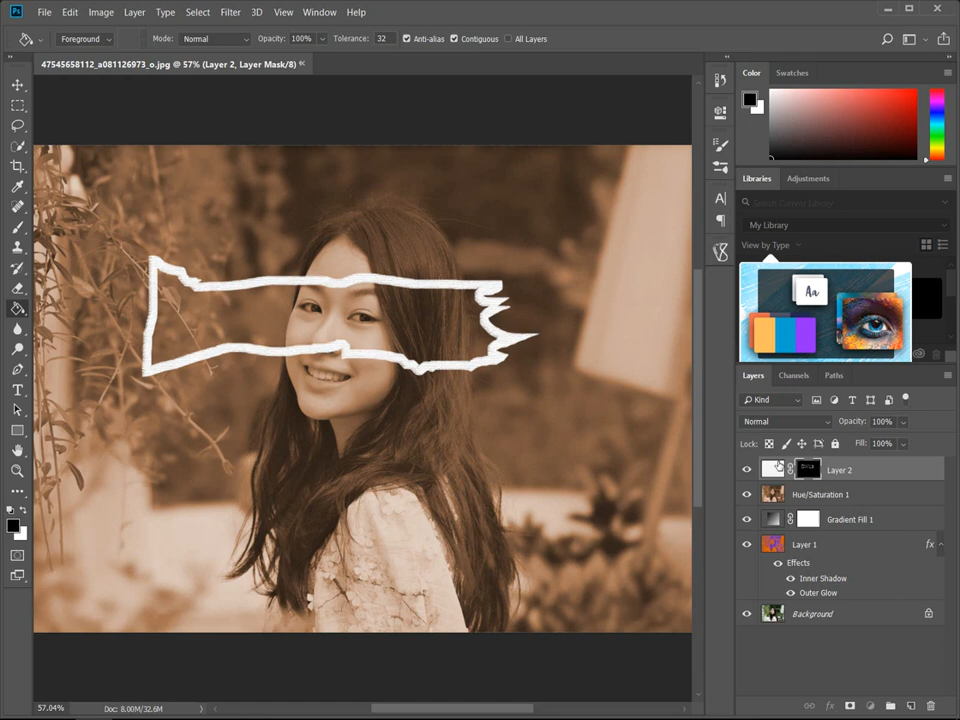 Ps File Edit Image Layer Type Select Filter 3D View Window Help
Foreground Mode: Normal Opacity: 100% Tolerance: 32 Anti-alias Contiguous All Layers
47545658112_a081126973_o.jpg @ 57% (Layer 2, Layer Mask/8) *
Color Swatches
Libraries Adjustments
My Library
View by Type
Aa
Layers Channels Paths
Kind
Normal Opacity: 100%
Lock: Fill: 100%
Layer 2
Hue/Saturation 1
Gradient Fill 1
Layer 1 fx
Effects
Inner Shadow
Outer Glow
Background
57.04% Doc: 8.00M/32.6M
fx